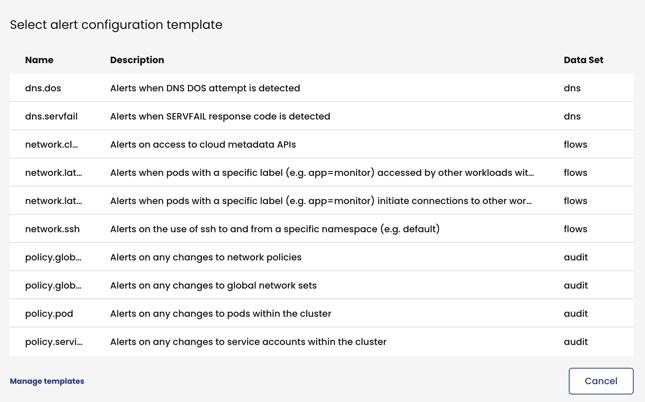 Select alert configuration template
Name Description Data Set
dns.dos Alerts when DNS DOS attempt is detected dns
dns.servfail Alerts when SERVFAIL response code is detected dns
network.cl... Alerts on access to cloud metadata APIs flows
network.lat... Alerts when pods with a specific label (e.g. app=monitor) accessed by other workloads wit... flows
network.lat... Alerts when pods with a specific label (e.g. app=monitor) initiate connections to other wor... flows
network.ssh Alerts on the use of ssh to and from a specific namespace (e.g. default) flows
policy.glob... Alerts on any changes to network policies audit
policy.glob... Alerts on any changes to global network sets audit
policy.pod Alerts on any changes to pods within the cluster audit
policy.servi... Alerts on any changes to service accounts within the cluster audit
Manage templates Cancel